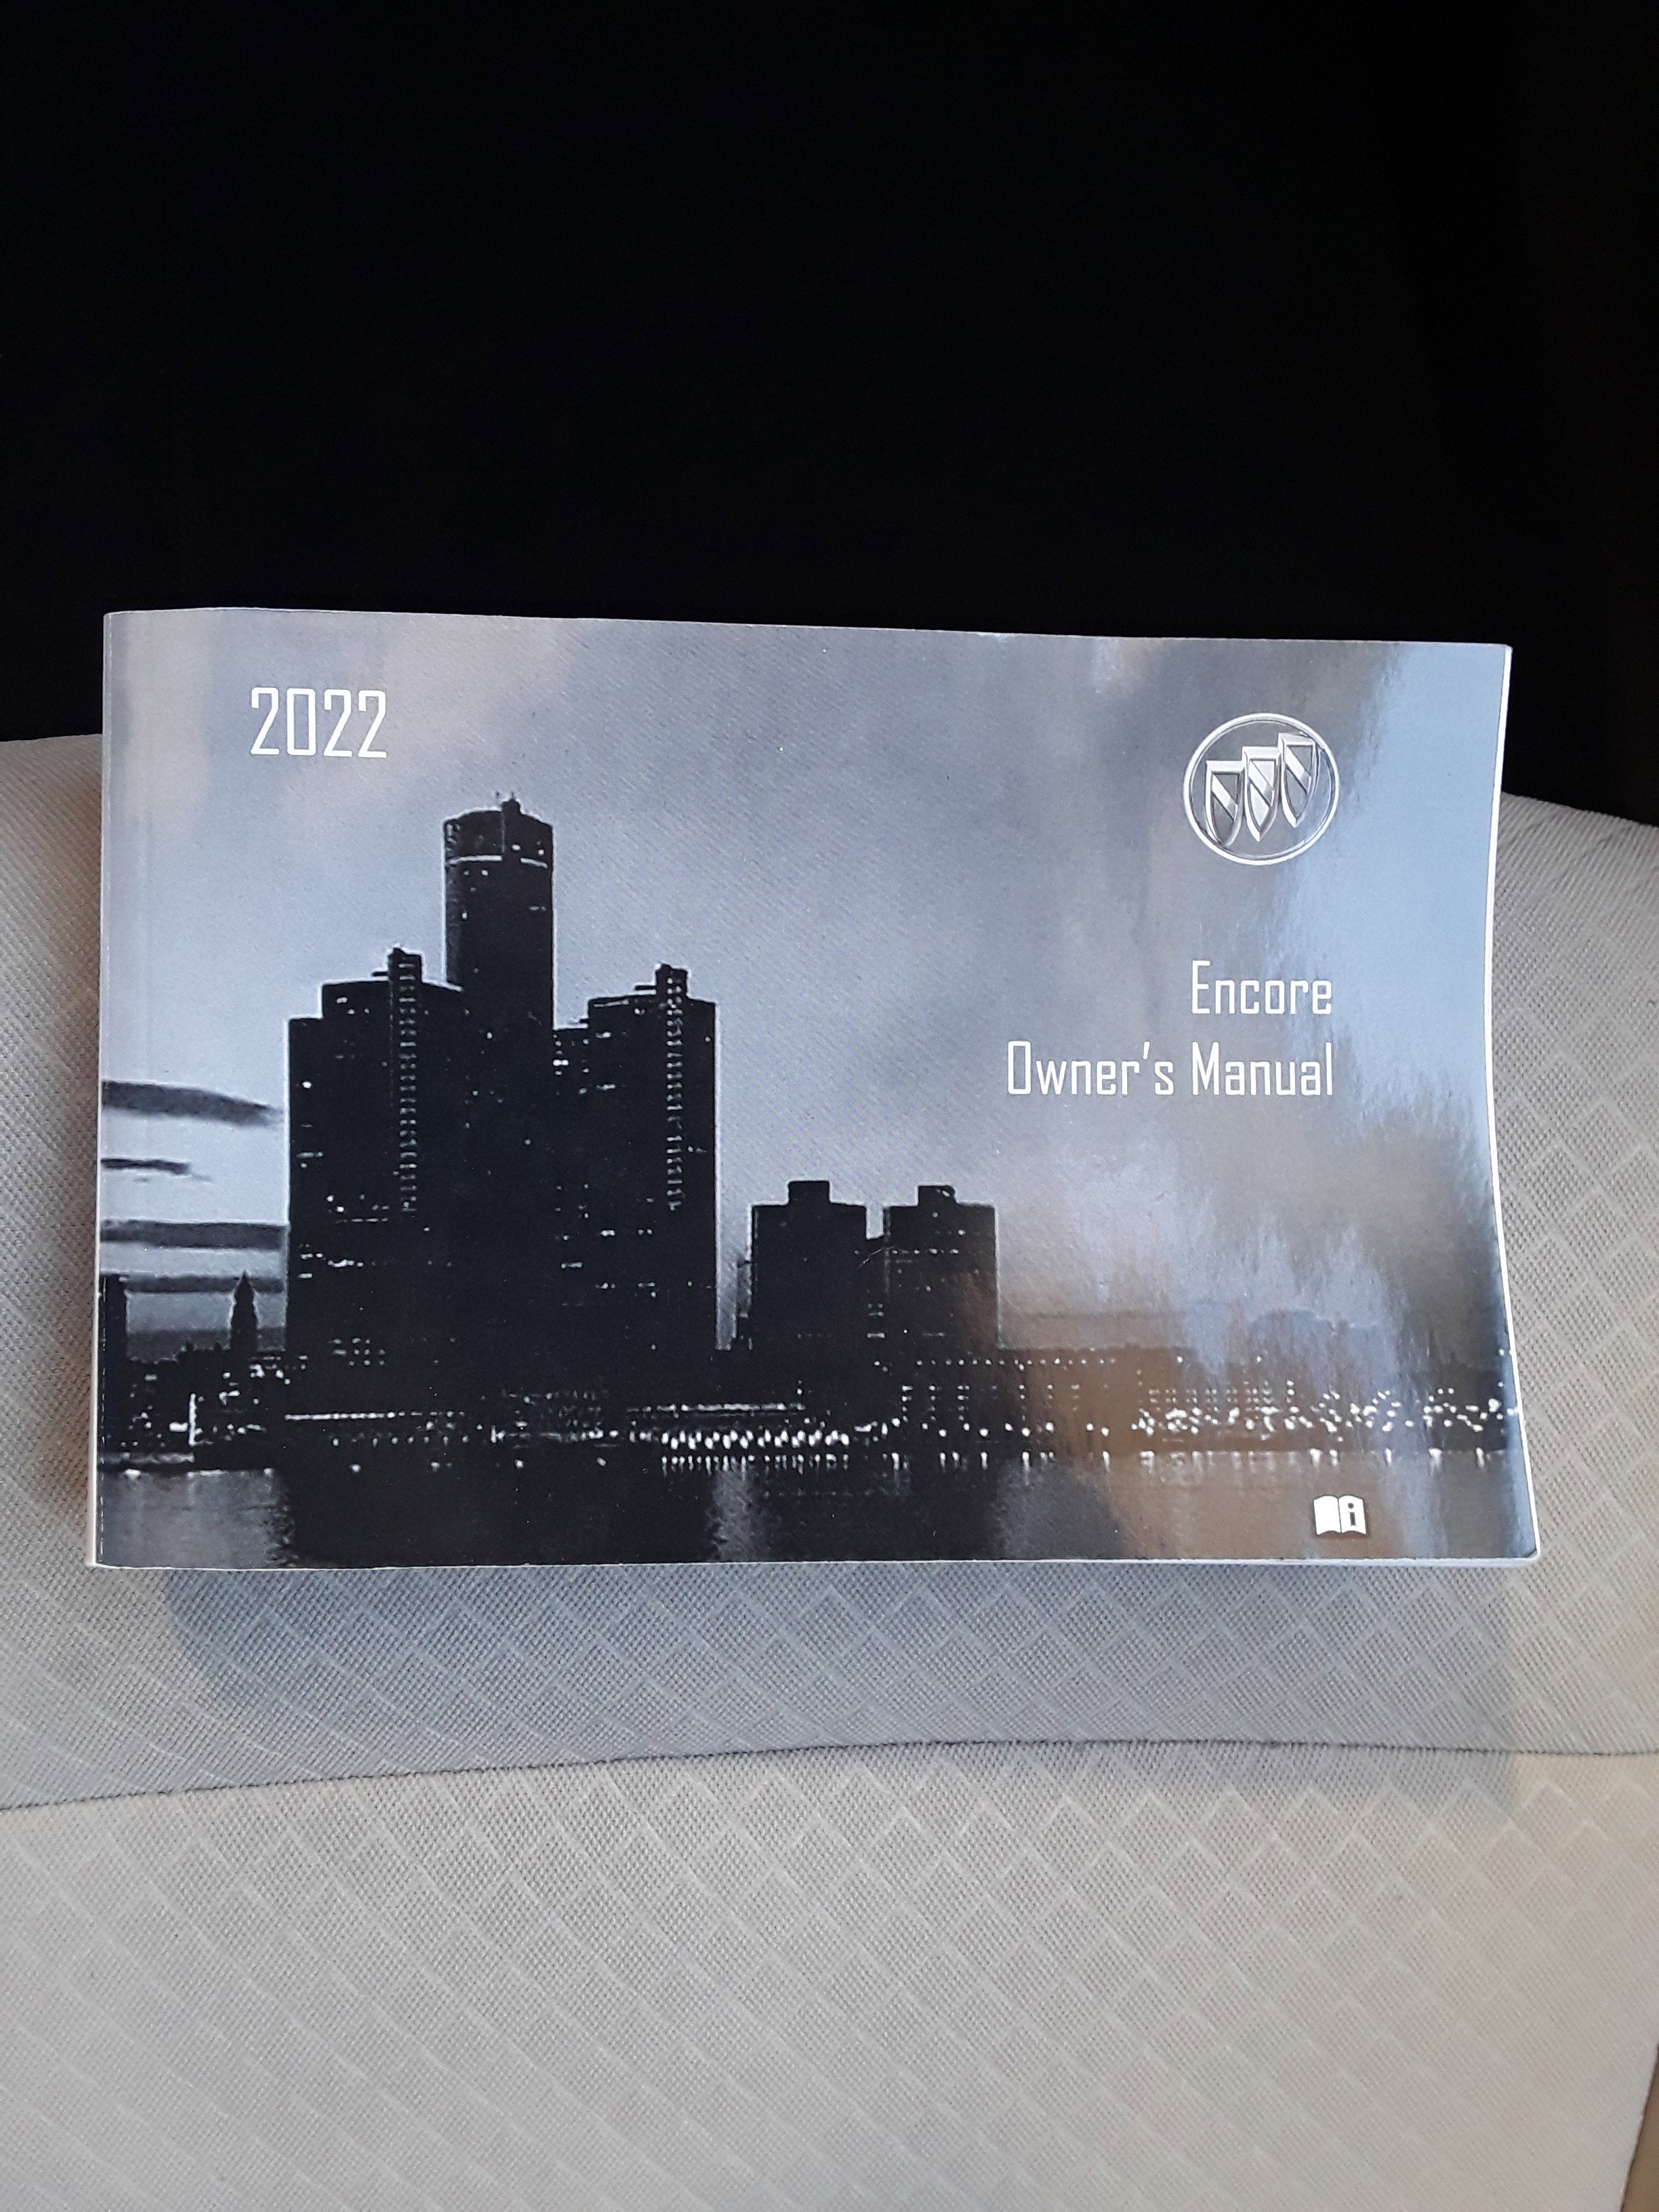 2022
Encore
Owner's Manual
i